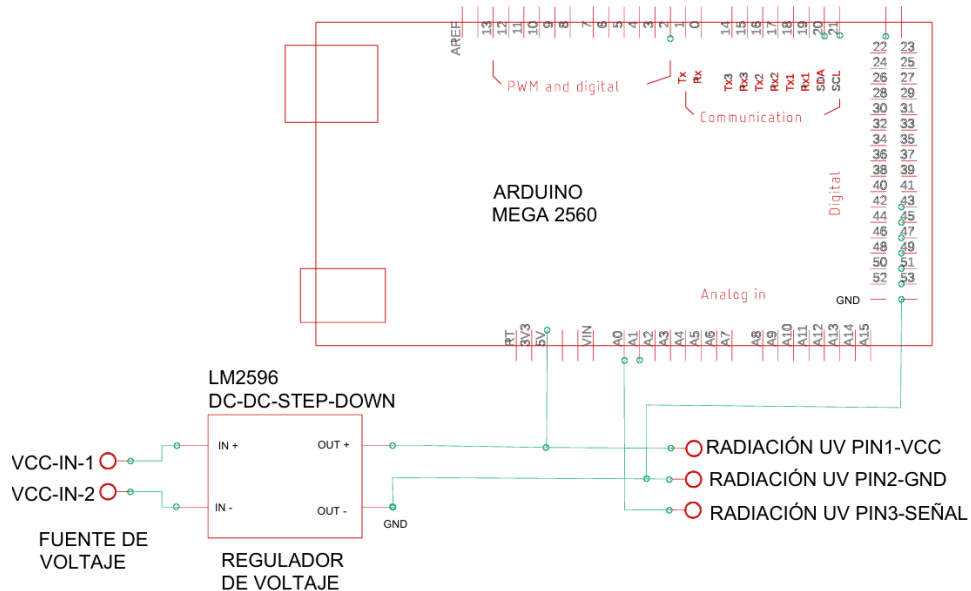 AREF 13 12 11 10 9 8 7 6 5 4 3 2 1 0 14 15 16 17 18 19 20 21
22 23
24 25
26 27
28 29
30 31
32 33
34 35
36 37
38 39
40 41
42 43
44 45
46 47
48 49
50 51
52 53
GND
PWM and digital
Tx Rx Tx3 Rx3 Tx2 Rx2 Tx1 Rx1 SDA SCL
Communication
Digital
ARDUINO
MEGA 2560
Analog in
RT 3V3 5V VIN A0 A1 A2 A3 A4 A5 A6 A7 A8 A9 A10 A11 A12 A13 A14 A15
LM2596
DC-DC-STEP-DOWN
IN +
OUT +
IN -
OUT -
GND
VCC-IN-1
VCC-IN-2
FUENTE DE
VOLTAJE
REGULADOR
DE VOLTAJE
RADIACIÓN UV PIN1-VCC
RADIACIÓN UV PIN2-GND
RADIACIÓN UV PIN3-SEÑAL